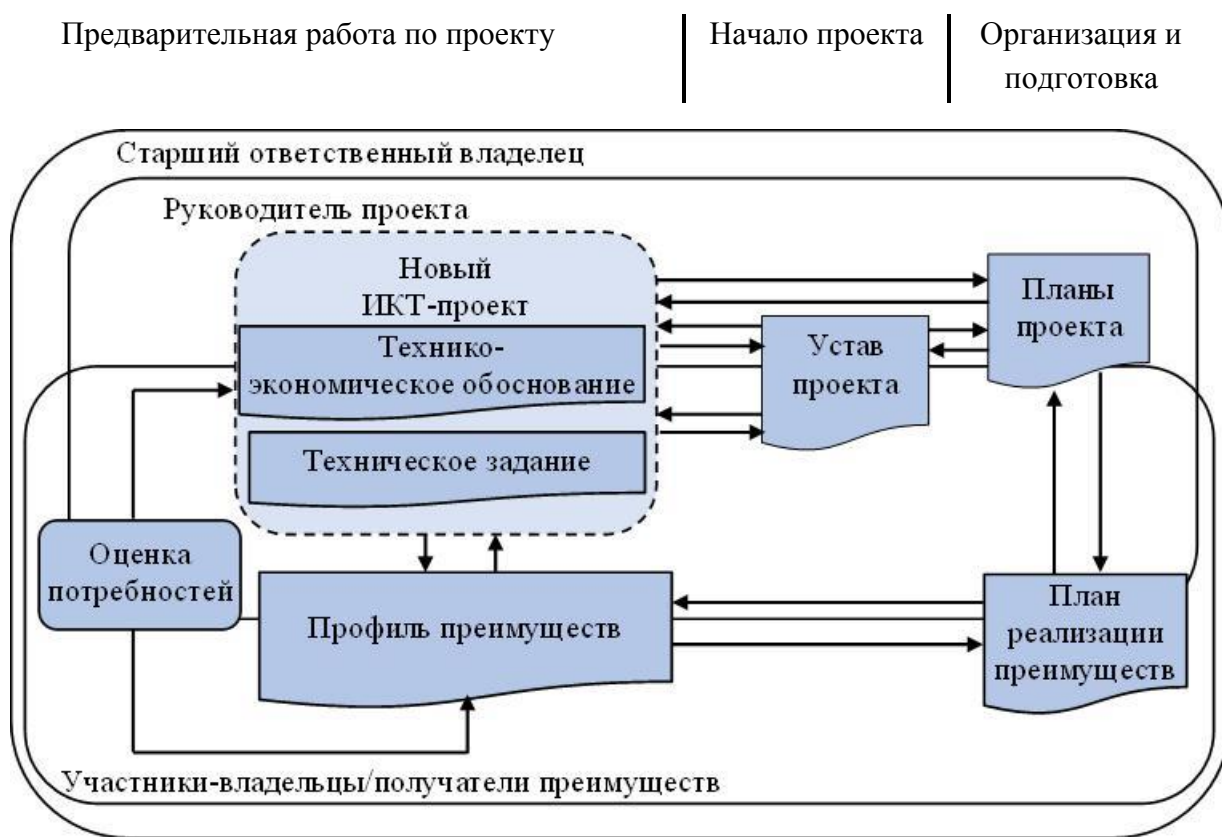 Предварительная работа по проекту
Начало проекта
Организация и
подготовка
Старший ответственный владелец
Руководитель проекта
Новый
ИКТ-проект
Технико-
экономическое обоснование
Техническое задание
Устав
проекта
Планы
проекта
Оценка
потребностей
Профиль преимуществ
План
реализации
преимуществ
Участники-владельцы/получатели преимуществ